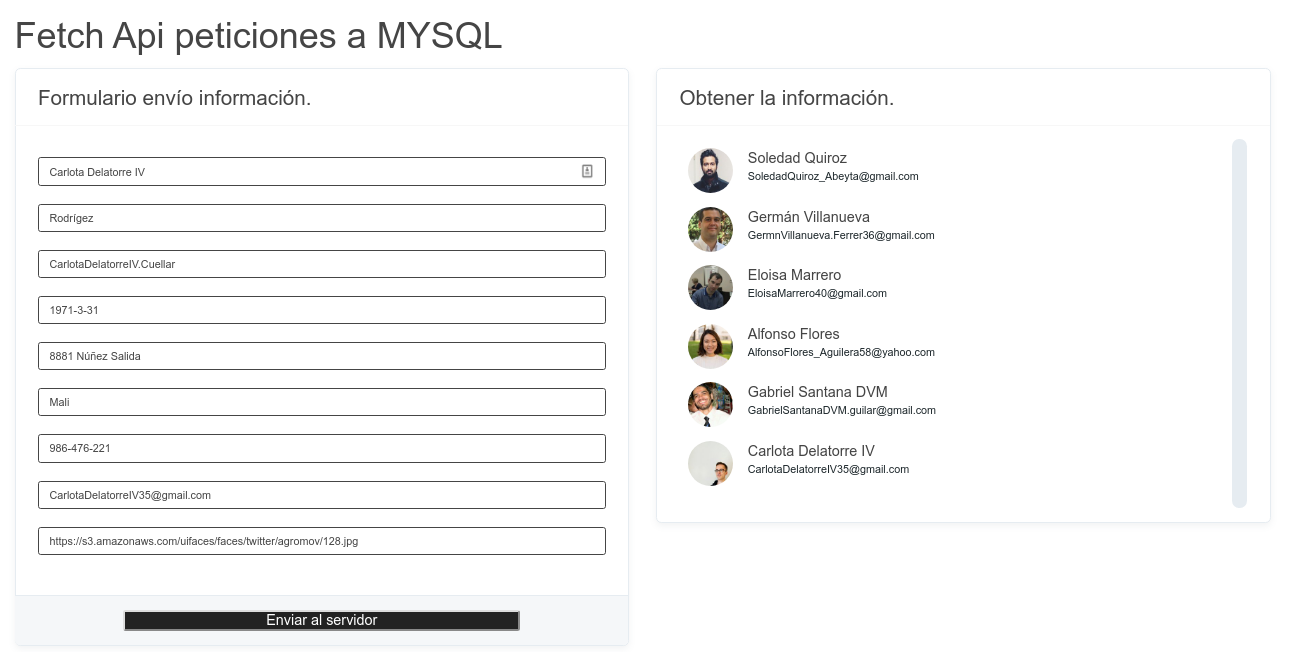 Fetch Api peticiones a MYSQL
Formulario envío información.
Carlota Delatorre IV
Rodrígez
CarlotaDelatorreIV.Cuellar
1971-3-31
8881 Núñez Salida
Mali
986-476-221
CarlotaDelatorreIV35@gmail.com
https://s3.amazonaws.com/uifaces/faces/twitter/agromov/128.jpg
Enviar al servidor
Obtener la información.
Soledad Quiroz
SoledadQuiroz_Abeyta@gmail.com
Germán Villanueva
GermnVillanueva.Ferrer36@gmail.com
Eloisa Marrero
EloisaMarrero40@gmail.com
Alfonso Flores
AlfonsoFlores_Aguilera58@yahoo.com
Gabriel Santana DVM
GabrielSantanaDVM.guilar@gmail.com
Carlota Delatorre IV
CarlotaDelatorreIV35@gmail.com